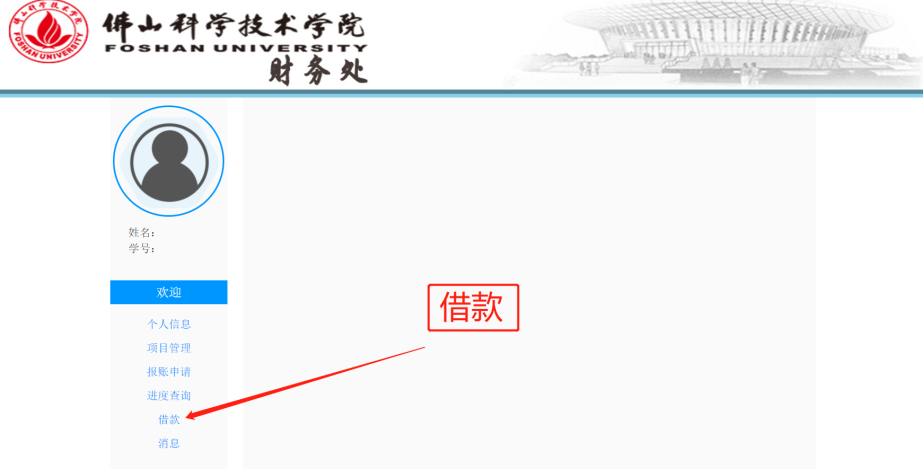 佛山科学技术学院
FOSHAN UNIVERSITY
财务处
姓名:
学号:
欢迎
个人信息
项目管理
报账申请
进度查询
借款
消息
借款